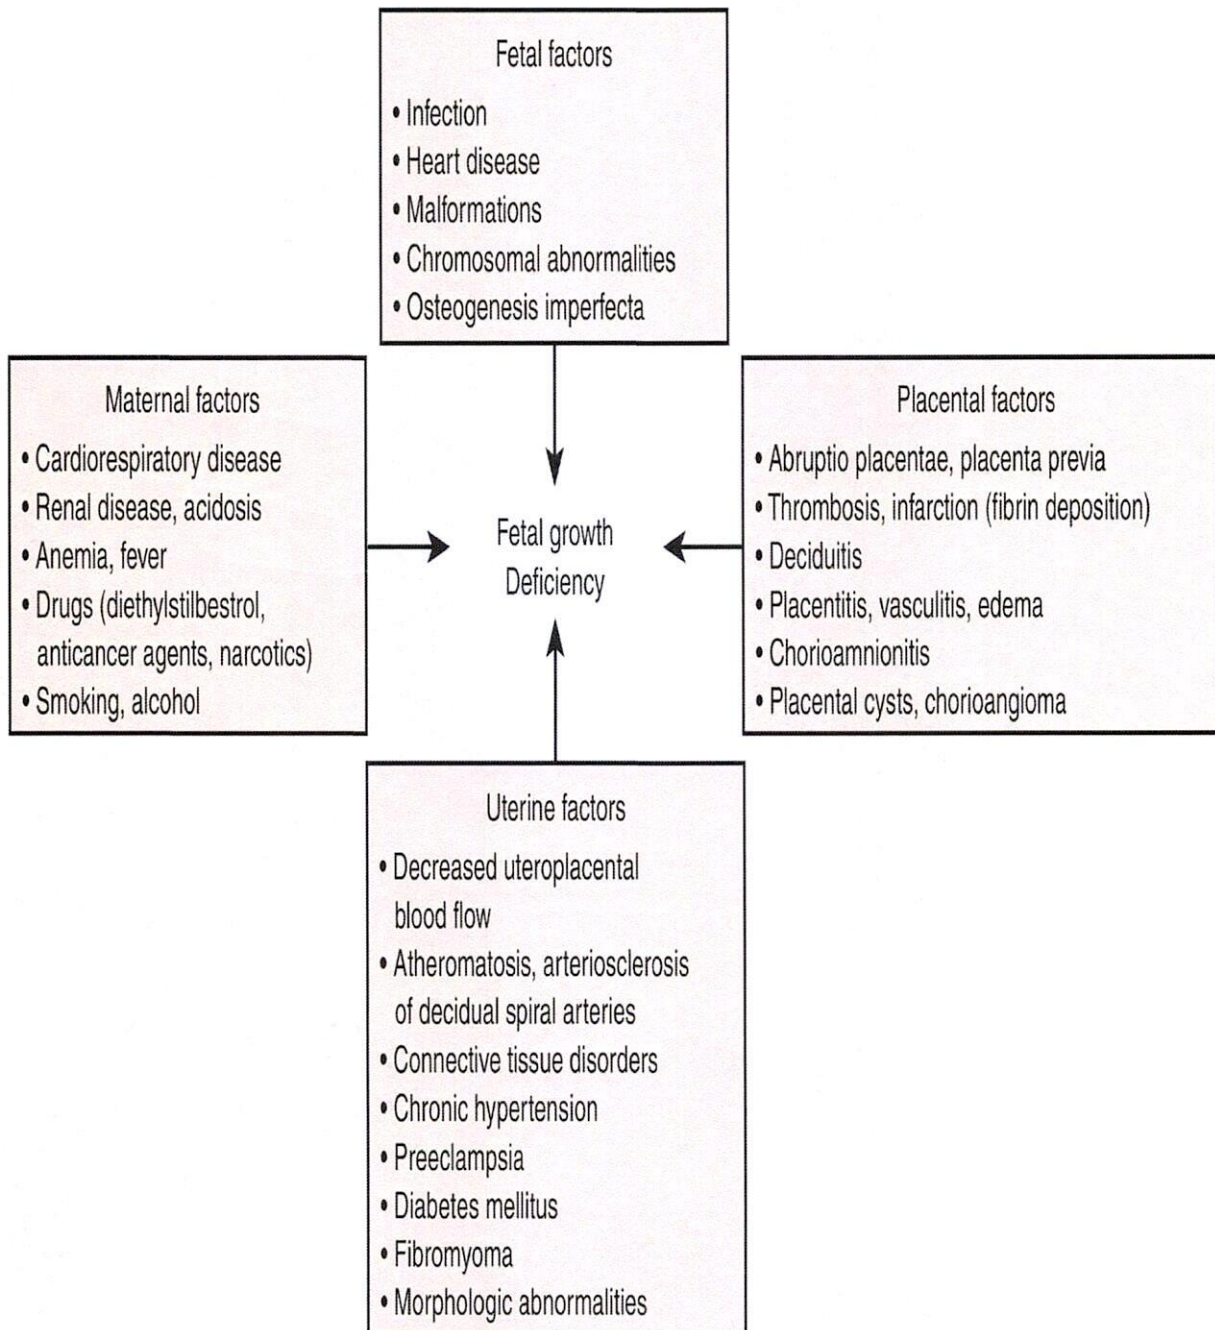 Fetal factors
• Infection
• Heart disease
• Malformations
• Chromosomal abnormalities
• Osteogenesis imperfecta
Maternal factors
• Cardiorespiratory disease
• Renal disease, acidosis
• Anemia, fever
• Drugs (diethylstilbestrol,
anticancer agents, narcotics)
• Smoking, alcohol
Fetal growth
Deficiency
Placental factors
• Abruptio placentae, placenta previa
• Thrombosis, infarction (fibrin deposition)
• Deciduitis
• Placentitis, vasculitis, edema
• Chorioamnionitis
• Placental cysts, chorioangioma
Uterine factors
• Decreased uteroplacental
blood flow
• Atheromatosis, arteriosclerosis
of decidual spiral arteries
• Connective tissue disorders
• Chronic hypertension
• Preeclampsia
• Diabetes mellitus
• Fibromyoma
• Morphologic abnormalities